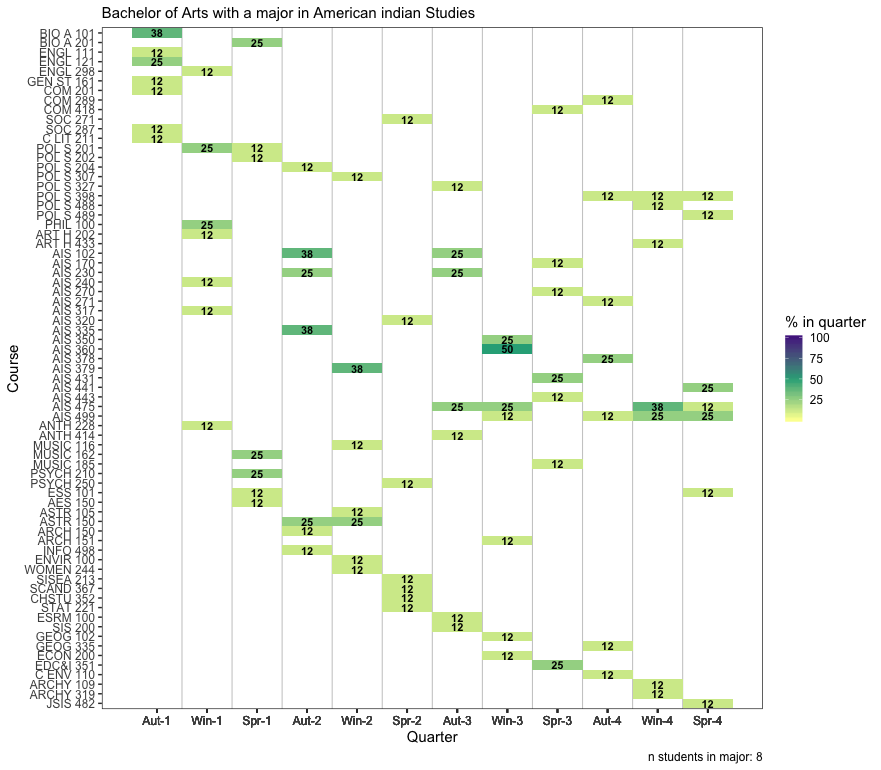 Bachelor of Arts with a major in American indian Studies
BIO A 101 38
BIO A 201 25
ENGL 111 12
ENGL 121 25
ENGL 298 12
GEN ST 161 12
COM 201 12
COM 289 12
COM 418 12
SOC 271 12
SOC 287 12
C LIT 211 12
POL S 201 25 12
POL S 202 12
POL S 204 12
POL S 307 12
POL S 327 12
POL S 398 12 12 12
POL S 488 12
POL S 489 12
PHIL 100 25
ART H 202 12
ART H 433 12
AIS 102 38 25
AIS 170 12
AIS 230 25 25
AIS 240 12
AIS 270 12
AIS 271 12
AIS 317 12
AIS 320 12
AIS 335 38
AIS 350 25
AIS 360 50
AIS 378 25
AIS 379 38
AIS 431 25
AIS 441 25
AIS 443 12
AIS 475 25 25 38 12
AIS 499 12 12 25 25
ANTH 228 12
ANTH 414 12
MUSIC 116 12
MUSIC 162 25
MUSIC 185 12
PSYCH 210 25
PSYCH 250 12
ESS 101 12 12
AES 150 12
ASTR 105 12
ASTR 150 25 25
ARCH 150 12
ARCH 151 12
INFO 498 12
ENVIR 100 12
WOMEN 244 12
SISEA 213 12
SCAND 367 12
CHSTU 352 12
STAT 221 12
ESRM 100 12
SIS 200 12
GEOG 102 12
GEOG 335 12
ECON 200 12
EDC&I 351 25
C ENV 110 12
ARCHY 109 12
ARCHY 319 12
JSIS 482 12
Aut-1 Win-1 Spr-1 Aut-2 Win-2 Spr-2 Aut-3 Win-3 Spr-3 Aut-4 Win-4 Spr-4
Quarter
Course
% in quarter
100
75
50
25
n students in major: 8